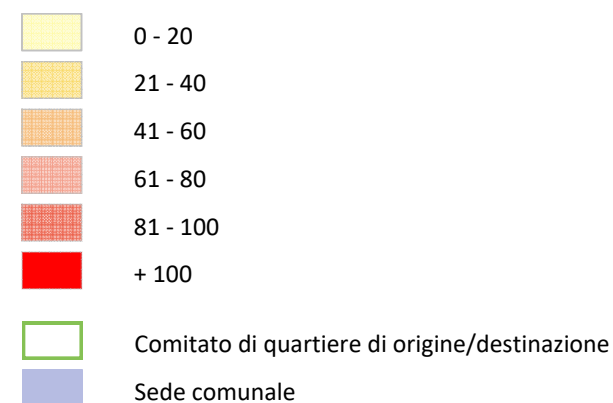 0 - 20
21 - 40
41 - 60
61 - 80
81 - 100
+ 100
Comitato di quartiere di origine/destinazione
Sede comunale